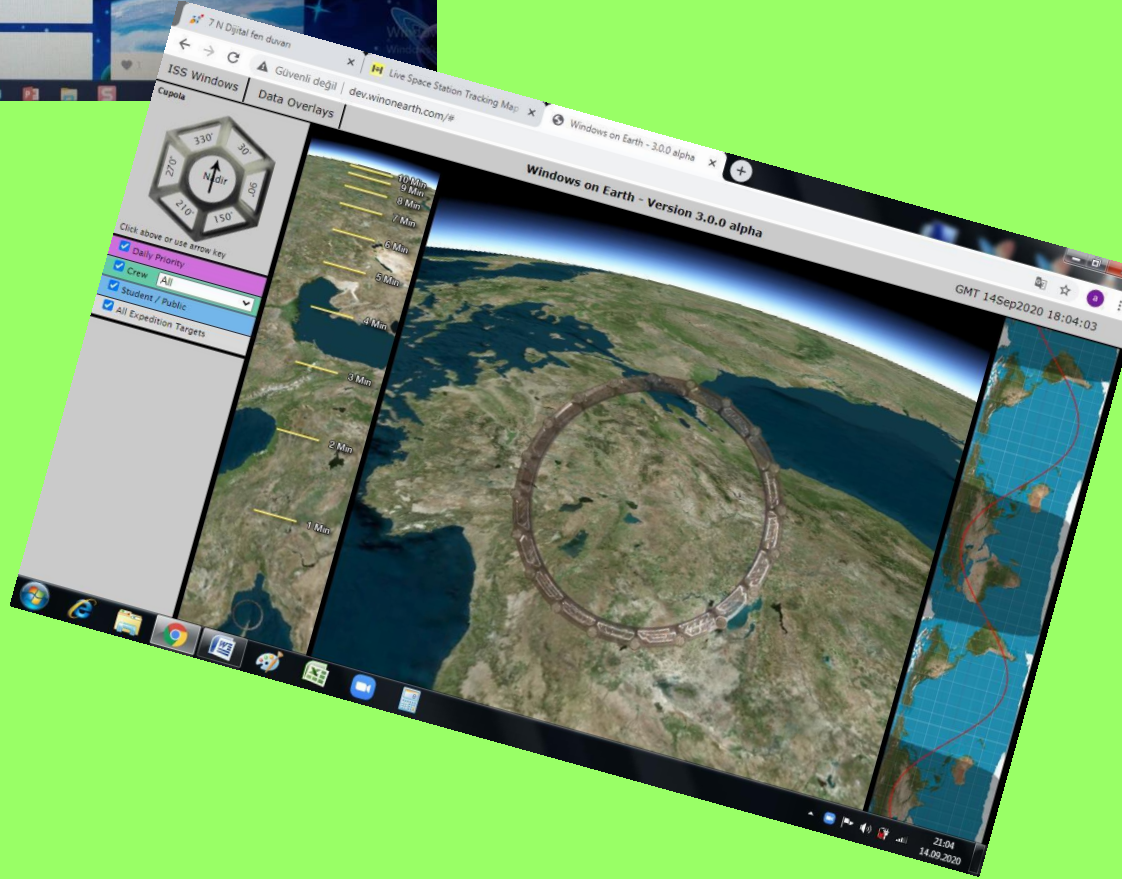 7 N Dijital fen duvarı
Live Space Station Tracking Map
Windows on Earth - 3.0.0 alpha
Güvenli değil
dev.winonearth.com/#
ISS Windows
Data Overlays
Windows on Earth - Version 3.0.0 alpha
GMT 14Sep2020 18:04:03
Cupola
330°
30°
270°
90°
210°
150°
Nadir
Click above or use arrow key
Daily Priority
Crew
All
Student / Public
All Expedition Targets
10 Min
9 Min
8 Min
7 Min
6 Min
5 Min
4 Min
3 Min
2 Min
1 Min
a
21:04
14.09.2020